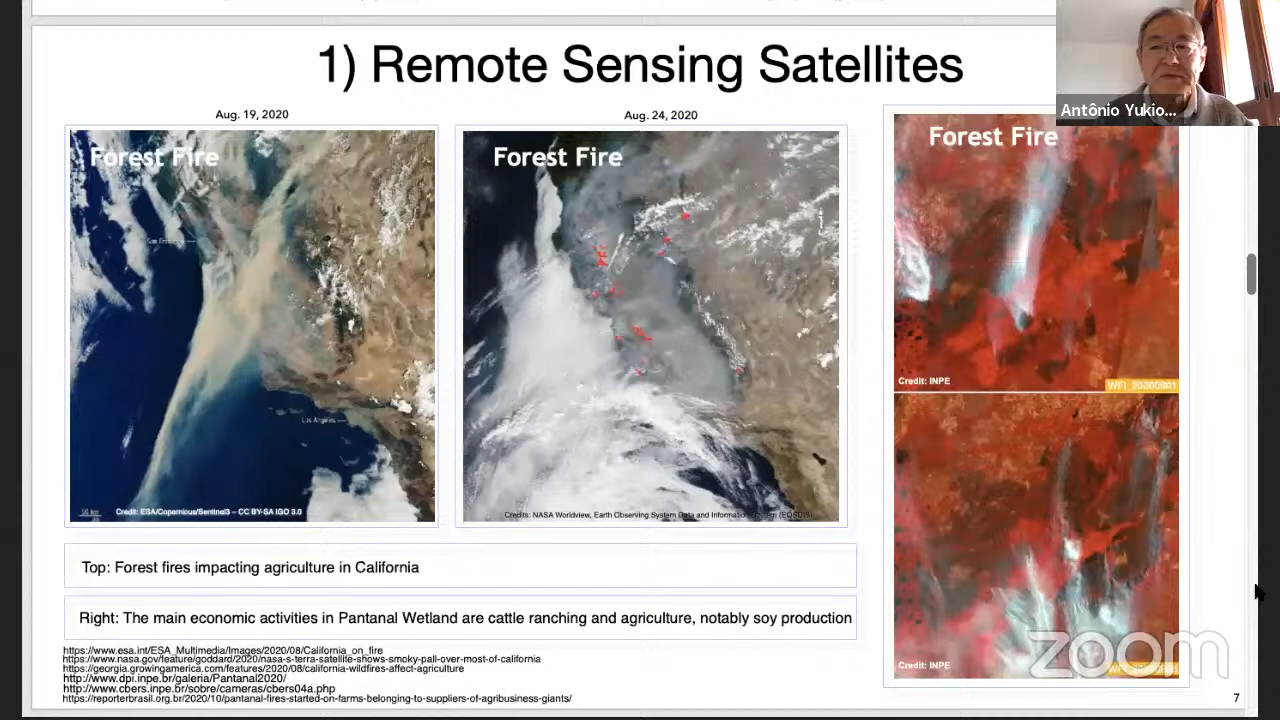 1) Remote Sensing Satellites
Antônio Yukio...
Aug. 19, 2020
Aug. 24, 2020
Forest Fire
Forest Fire
Forest Fire
San Francisco
Los Angeles
50 km
Credit: ESA/Copernicus/Sentinel3 – CC BY-SA IGO 3.0
Credits: NASA Worldview, Earth Observing System Data and Information System (EOSDIS)
Credit: INPE
WFI_20200801
Credit: INPE
Top: Forest fires impacting agriculture in California
Right: The main economic activities in Pantanal Wetland are cattle ranching and agriculture, notably soy production
https://www.esa.int/ESA_Multimedia/Images/2020/08/California_on_fire
https://www.nasa.gov/feature/goddard/2020/nasa-s-terra-satellite-shows-smoky-pall-over-most-of-california
https://georgia.growingamerica.com/features/2020/08/california-wildfires-affect-agriculture
http://www.dpi.inpe.br/galeria/Pantanal2020/
http://www.cbers.inpe.br/sobre/cameras/cbers04a.php
https://reporterbrasil.org.br/2020/10/pantanal-fires-started-on-farms-belonging-to-suppliers-of-agribusiness-giants/
zoom
7